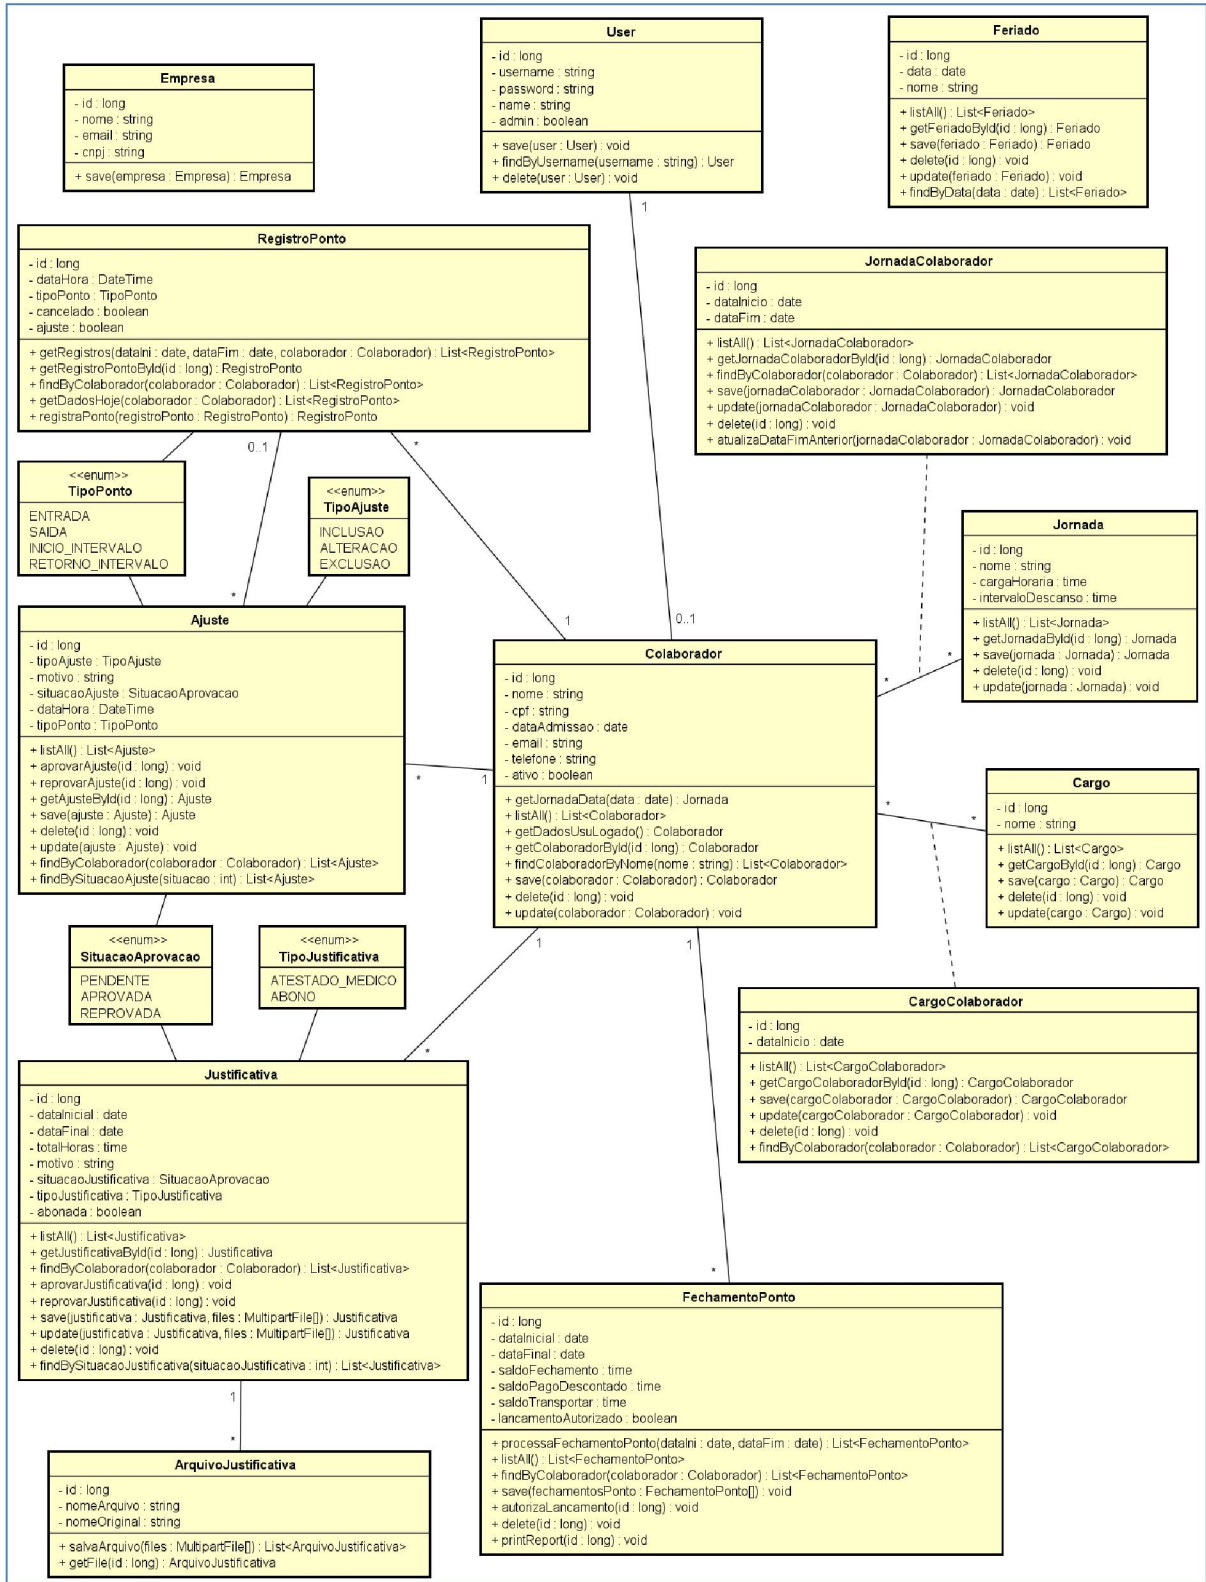 Empresa
- id : long
- nome : string
- email : string
- cnpj : string
+ save(empresa : Empresa) : Empresa
User
- id : long
- username : string
- password : string
- name : string
- admin : boolean
+ save(user : User) : void
+ findByUsername(username : string) : User
+ delete(user : User) : void
1
Feriado
- id : long
- data : date
- nome : string
+ listAll() : List<Feriado>
+ getFeriadoById(id : long) : Feriado
+ save(feriado : Feriado) : Feriado
+ delete(id : long) : void
+ update(feriado : Feriado) : void
+ findByData(data : date) : List<Feriado>
RegistroPonto
- id : long
- dataHora : DateTime
- tipoPonto : TipoPonto
- cancelado : boolean
- ajuste : boolean
+ getRegistros(dataIni : date, dataFim : date, colaborador : Colaborador) : List<RegistroPonto>
+ getRegistroPontoById(id : long) : RegistroPonto
+ findByColaborador(colaborador : Colaborador) : List<RegistroPonto>
+ getDadosHoje(colaborador : Colaborador) : List<RegistroPonto>
+ registraPonto(registroPonto : RegistroPonto) : RegistroPonto
0..1
*
JornadaColaborador
- id : long
- dataInicio : date
- dataFim : date
+ listAll() : List<JornadaColaborador>
+ getJornadaColaboradorById(id : long) : JornadaColaborador
+ findByColaborador(colaborador : Colaborador) : List<JornadaColaborador>
+ save(jornadaColaborador : JornadaColaborador) : JornadaColaborador
+ update(jornadaColaborador : JornadaColaborador) : void
+ delete(id : long) : void
+ atualizaDataFimAnterior(jornadaColaborador : JornadaColaborador) : void
<<enum>>
TipoPonto
ENTRADA
SAIDA
INICIO_INTERVALO
RETORNO_INTERVALO
<<enum>>
TipoAjuste
INCLUSAO
ALTERACAO
EXCLUSAO
Jornada
- id : long
- nome : string
- cargaHoraria : time
- intervaloDescanso : time
+ listAll() : List<Jornada>
+ getJornadaById(id : long) : Jornada
+ save(jornada : Jornada) : Jornada
+ delete(id : long) : void
+ update(jornada : Jornada) : void
*
Ajuste
- id : long
- tipoAjuste : TipoAjuste
- motivo : string
- situacaoAjuste : SituacaoAprovacao
- dataHora : DateTime
- tipoPonto : TipoPonto
+ listAll() : List<Ajuste>
+ aprovarAjuste(id : long) : void
+ reprovarAjuste(id : long) : void
+ getAjusteById(id : long) : Ajuste
+ save(ajuste : Ajuste) : Ajuste
+ delete(id : long) : void
+ update(ajuste : Ajuste) : void
+ findByColaborador(colaborador : Colaborador) : List<Ajuste>
+ findBySituacaoAjuste(situacao : int) : List<Ajuste>
1
0..1
Colaborador
- id : long
- nome : string
- cpf : string
- dataAdmissao : date
- email : string
- telefone : string
- ativo : boolean
+ getJornadaData(data : date) : Jornada
+ listAll() : List<Colaborador>
+ getDadosUsuLogado() : Colaborador
+ getColaboradorById(id : long) : Colaborador
+ findColaboradorByNome(nome : string) : List<Colaborador>
+ save(colaborador : Colaborador) : Colaborador
+ delete(id : long) : void
+ update(colaborador : Colaborador) : void
* *
* 1
* *
Cargo
- id : long
- nome : string
+ listAll() : List<Cargo>
+ getCargoById(id : long) : Cargo
+ save(cargo : Cargo) : Cargo
+ delete(id : long) : void
+ update(cargo : Cargo) : void
<<enum>>
SituacaoAprovacao
PENDENTE
APROVADA
REPROVADA
<<enum>>
TipoJustificativa
ATESTADO_MEDICO
ABONO
1
1
CargoColaborador
- id : long
- dataInicio : date
+ listAll() : List<CargoColaborador>
+ getCargoColaboradorById(id : long) : CargoColaborador
+ save(cargoColaborador : CargoColaborador) : CargoColaborador
+ update(cargoColaborador : CargoColaborador) : void
+ delete(id : long) : void
+ findByColaborador(colaborador : Colaborador) : List<CargoColaborador>
*
Justificativa
- id : long
- dataInicial : date
- dataFinal : date
- totalHoras : time
- motivo : string
- situacaoJustificativa : SituacaoAprovacao
- tipoJustificativa : TipoJustificativa
- abonada : boolean
+ listAll() : List<Justificativa>
+ getJustificativaById(id : long) : Justificativa
+ findByColaborador(colaborador : Colaborador) : List<Justificativa>
+ aprovarJustificativa(id : long) : void
+ reprovarJustificativa(id : long) : void
+ save(justificativa : Justificativa, files : MultipartFile[]) : Justificativa
+ update(justificativa : Justificativa, files : MultipartFile[]) : Justificativa
+ delete(id : long) : void
+ findBySituacaoJustificativa(situacaoJustificativa : int) : List<Justificativa>
1
*
*
FechamentoPonto
- id : long
- dataInicial : date
- dataFinal : date
- saldoFechamento : time
- saldoPagoDescontado : time
- saldoTransportar : time
- lancamentoAutorizado : boolean
+ processaFechamentoPonto(dataIni : date, dataFim : date) : List<FechamentoPonto>
+ listAll() : List<FechamentoPonto>
+ findByColaborador(colaborador : Colaborador) : List<FechamentoPonto>
+ save(fechamentosPonto : FechamentoPonto[]) : void
+ autorizaLancamento(id : long) : void
+ delete(id : long) : void
+ printReport(id : long) : void
ArquivoJustificativa
- id : long
- nomeArquivo : string
- nomeOriginal : string
+ salvaArquivo(files : MultipartFile[]) : List<ArquivoJustificativa>
+ getFile(id : long) : ArquivoJustificativa